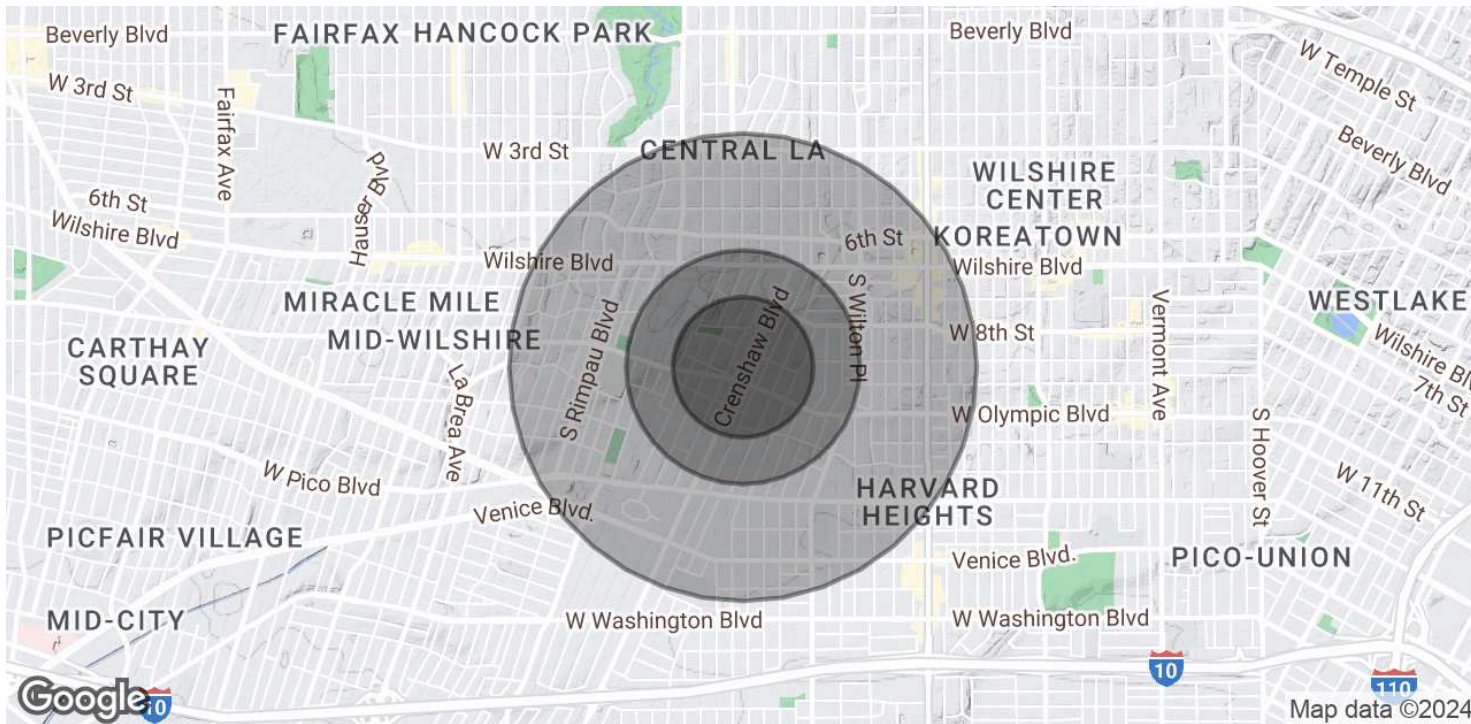 Beverly Blvd
FAIRFAX
HANCOCK PARK
Beverly Blvd
W Temple St
W 3rd St
Fairfax Ave
Hauser Blvd
W 3rd St
CENTRAL LA
Beverly Blvd
WILSHIRE
CENTER
6th St
Wilshire Blvd
6th St
KOREATOWN
Wilshire Blvd
Wilshire Blvd
MIRACLE MILE
MID-WILSHIRE
S Rimpau Blvd
Crenshaw Blvd
S Wilton Pl
W 8th St
Vermont Ave
WESTLAKE
CARTHAY
SQUARE
La Brea Ave
7th St
W Olympic Blvd
S Hoover St
W Pico Blvd
HARVARD
HEIGHTS
W 11th St
Venice Blvd.
PICFAIR VILLAGE
Venice Blvd.
PICO-UNION
MID-CITY
W Washington Blvd
W Washington Blvd
10
110
Google
10
Map data ©2024